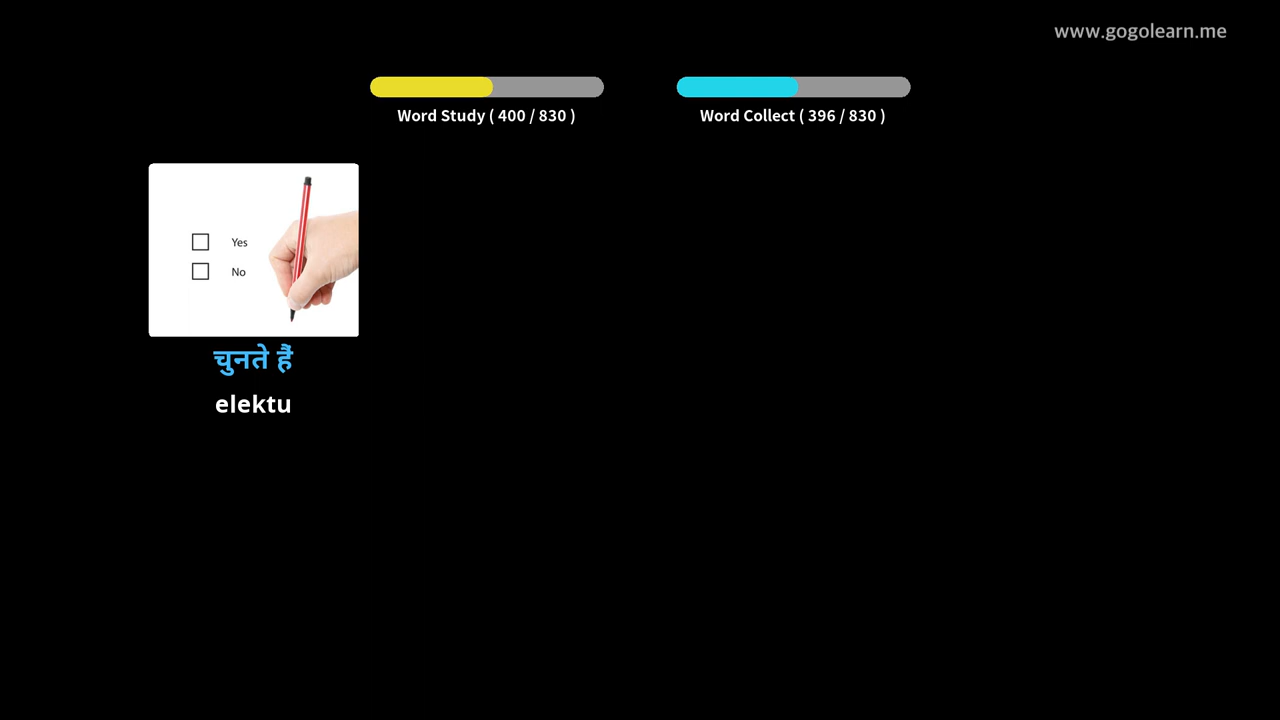 www.gogolearn.me
Word Study ( 400 / 830 )
Word Collect ( 396 / 830 )
Yes
No
चुनते हैं
elektu